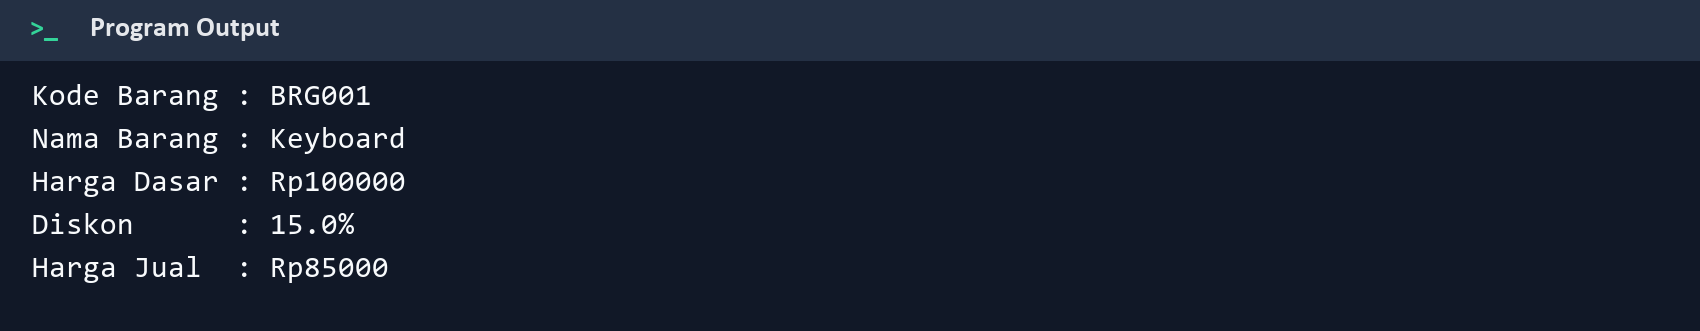 >_ Program Output
Kode Barang : BRG001
Nama Barang : Keyboard
Harga Dasar : Rp100000
Diskon      : 15.0%
Harga Jual  : Rp85000